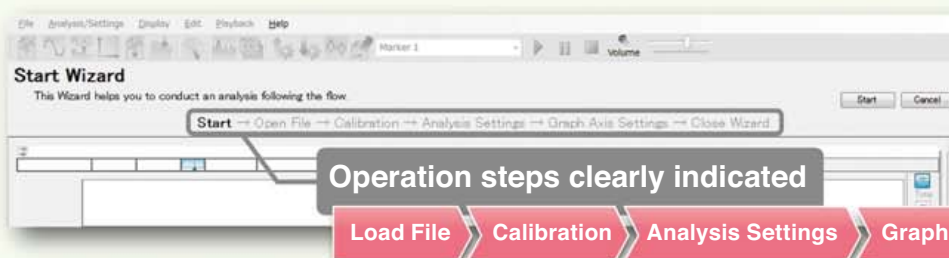 File Analysis/Settings Display Edit Playback Help
Marker 1
Volume
Start Wizard
This Wizard helps you to conduct an analysis following the flow.
Start Cancel
Start → Open File → Calibration → Analysis Settings → Graph Axis Settings → Close Wizard
Operation steps clearly indicated
Load File Calibration Analysis Settings Graph